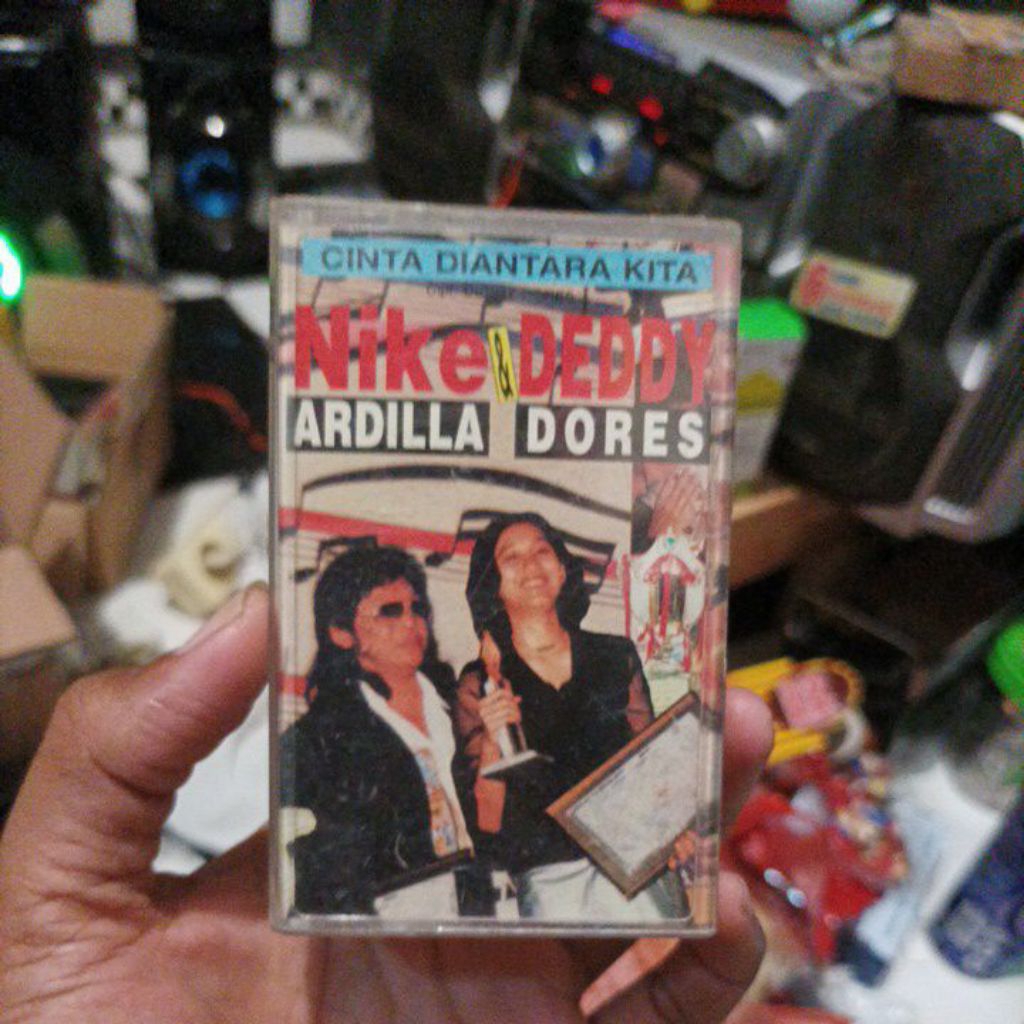 CINTA DIANTARA KITA
Nike & DEDDY
ARDILLA DORES